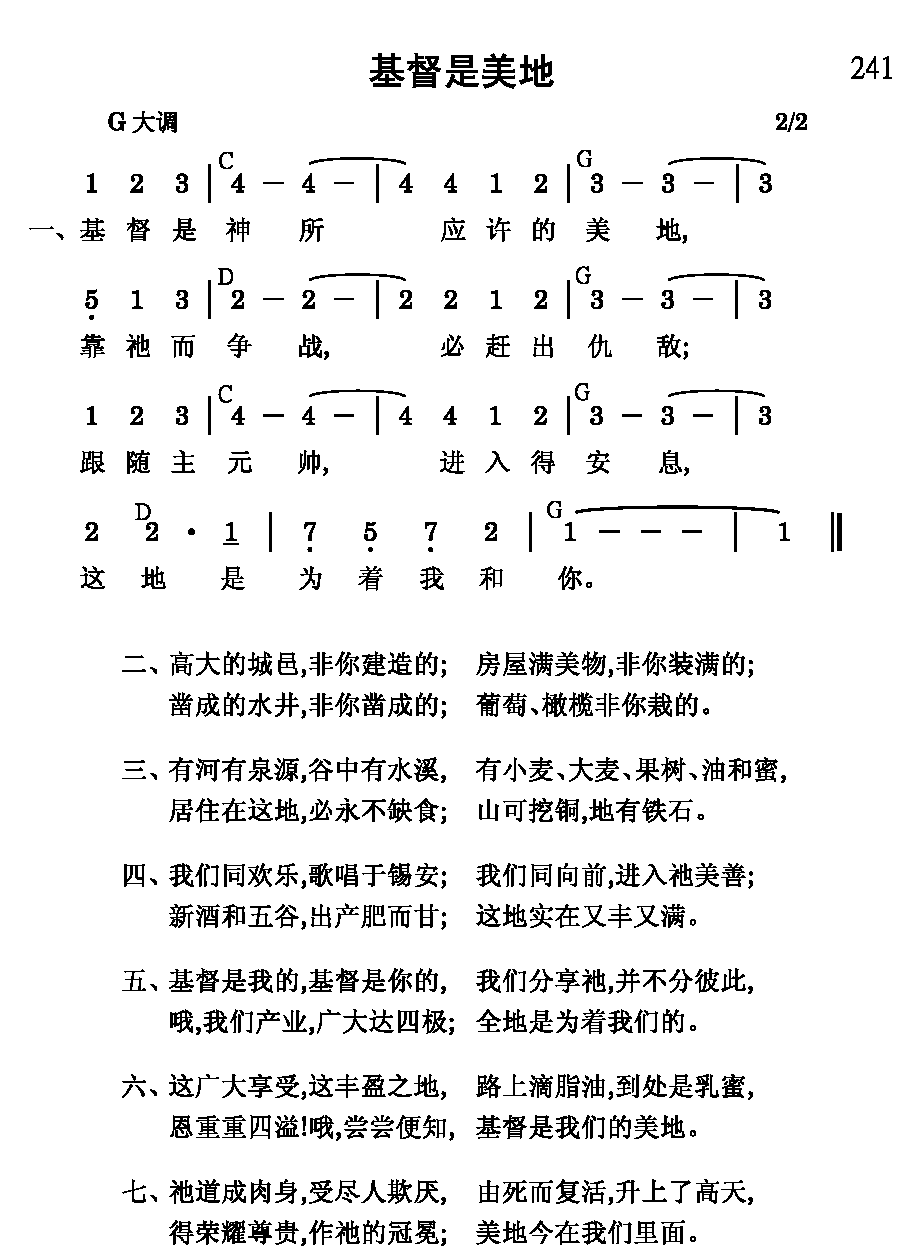 基督是美地 241
G 大调 2/2
C G
1 2 3 | 4 – 4 – | 4 4 1 2 | 3 – 3 – | 3
一、基督是神所 应许的美地,
D G
5̣ 1 3 | 2 – 2 – | 2 2 1 2 | 3 – 3 – | 3
靠祂而争战, 必赶出仇敌;
C G
1 2 3 | 4 – 4 – | 4 4 1 2 | 3 – 3 – | 3
跟随主元帅, 进入得安息,
D G
2 2 · 1̲ | 7̣ 5̣ 7̣ 2 | 1 – – – | 1 ‖
这地是为着我和你。
二、高大的城邑,非你建造的; 房屋满美物,非你装满的;
凿成的水井,非你凿成的; 葡萄、橄榄非你栽的。
三、有河有泉源,谷中有水溪, 有小麦、大麦、果树、油和蜜,
居住在这地,必永不缺食; 山可挖铜,地有铁石。
四、我们同欢乐,歌唱于锡安; 我们同向前,进入祂美善;
新酒和五谷,出产肥而甘; 这地实在又丰又满。
五、基督是我的,基督是你的, 我们分享祂,并不分彼此,
哦,我们产业,广大达四极; 全地是为着我们的。
六、这广大享受,这丰盈之地, 路上滴脂油,到处是乳蜜,
恩重重四溢!哦,尝尝便知, 基督是我们的美地。
七、祂道成肉身,受尽人欺厌, 由死而复活,升上了高天,
得荣耀尊贵,作祂的冠冕; 美地今在我们里面。